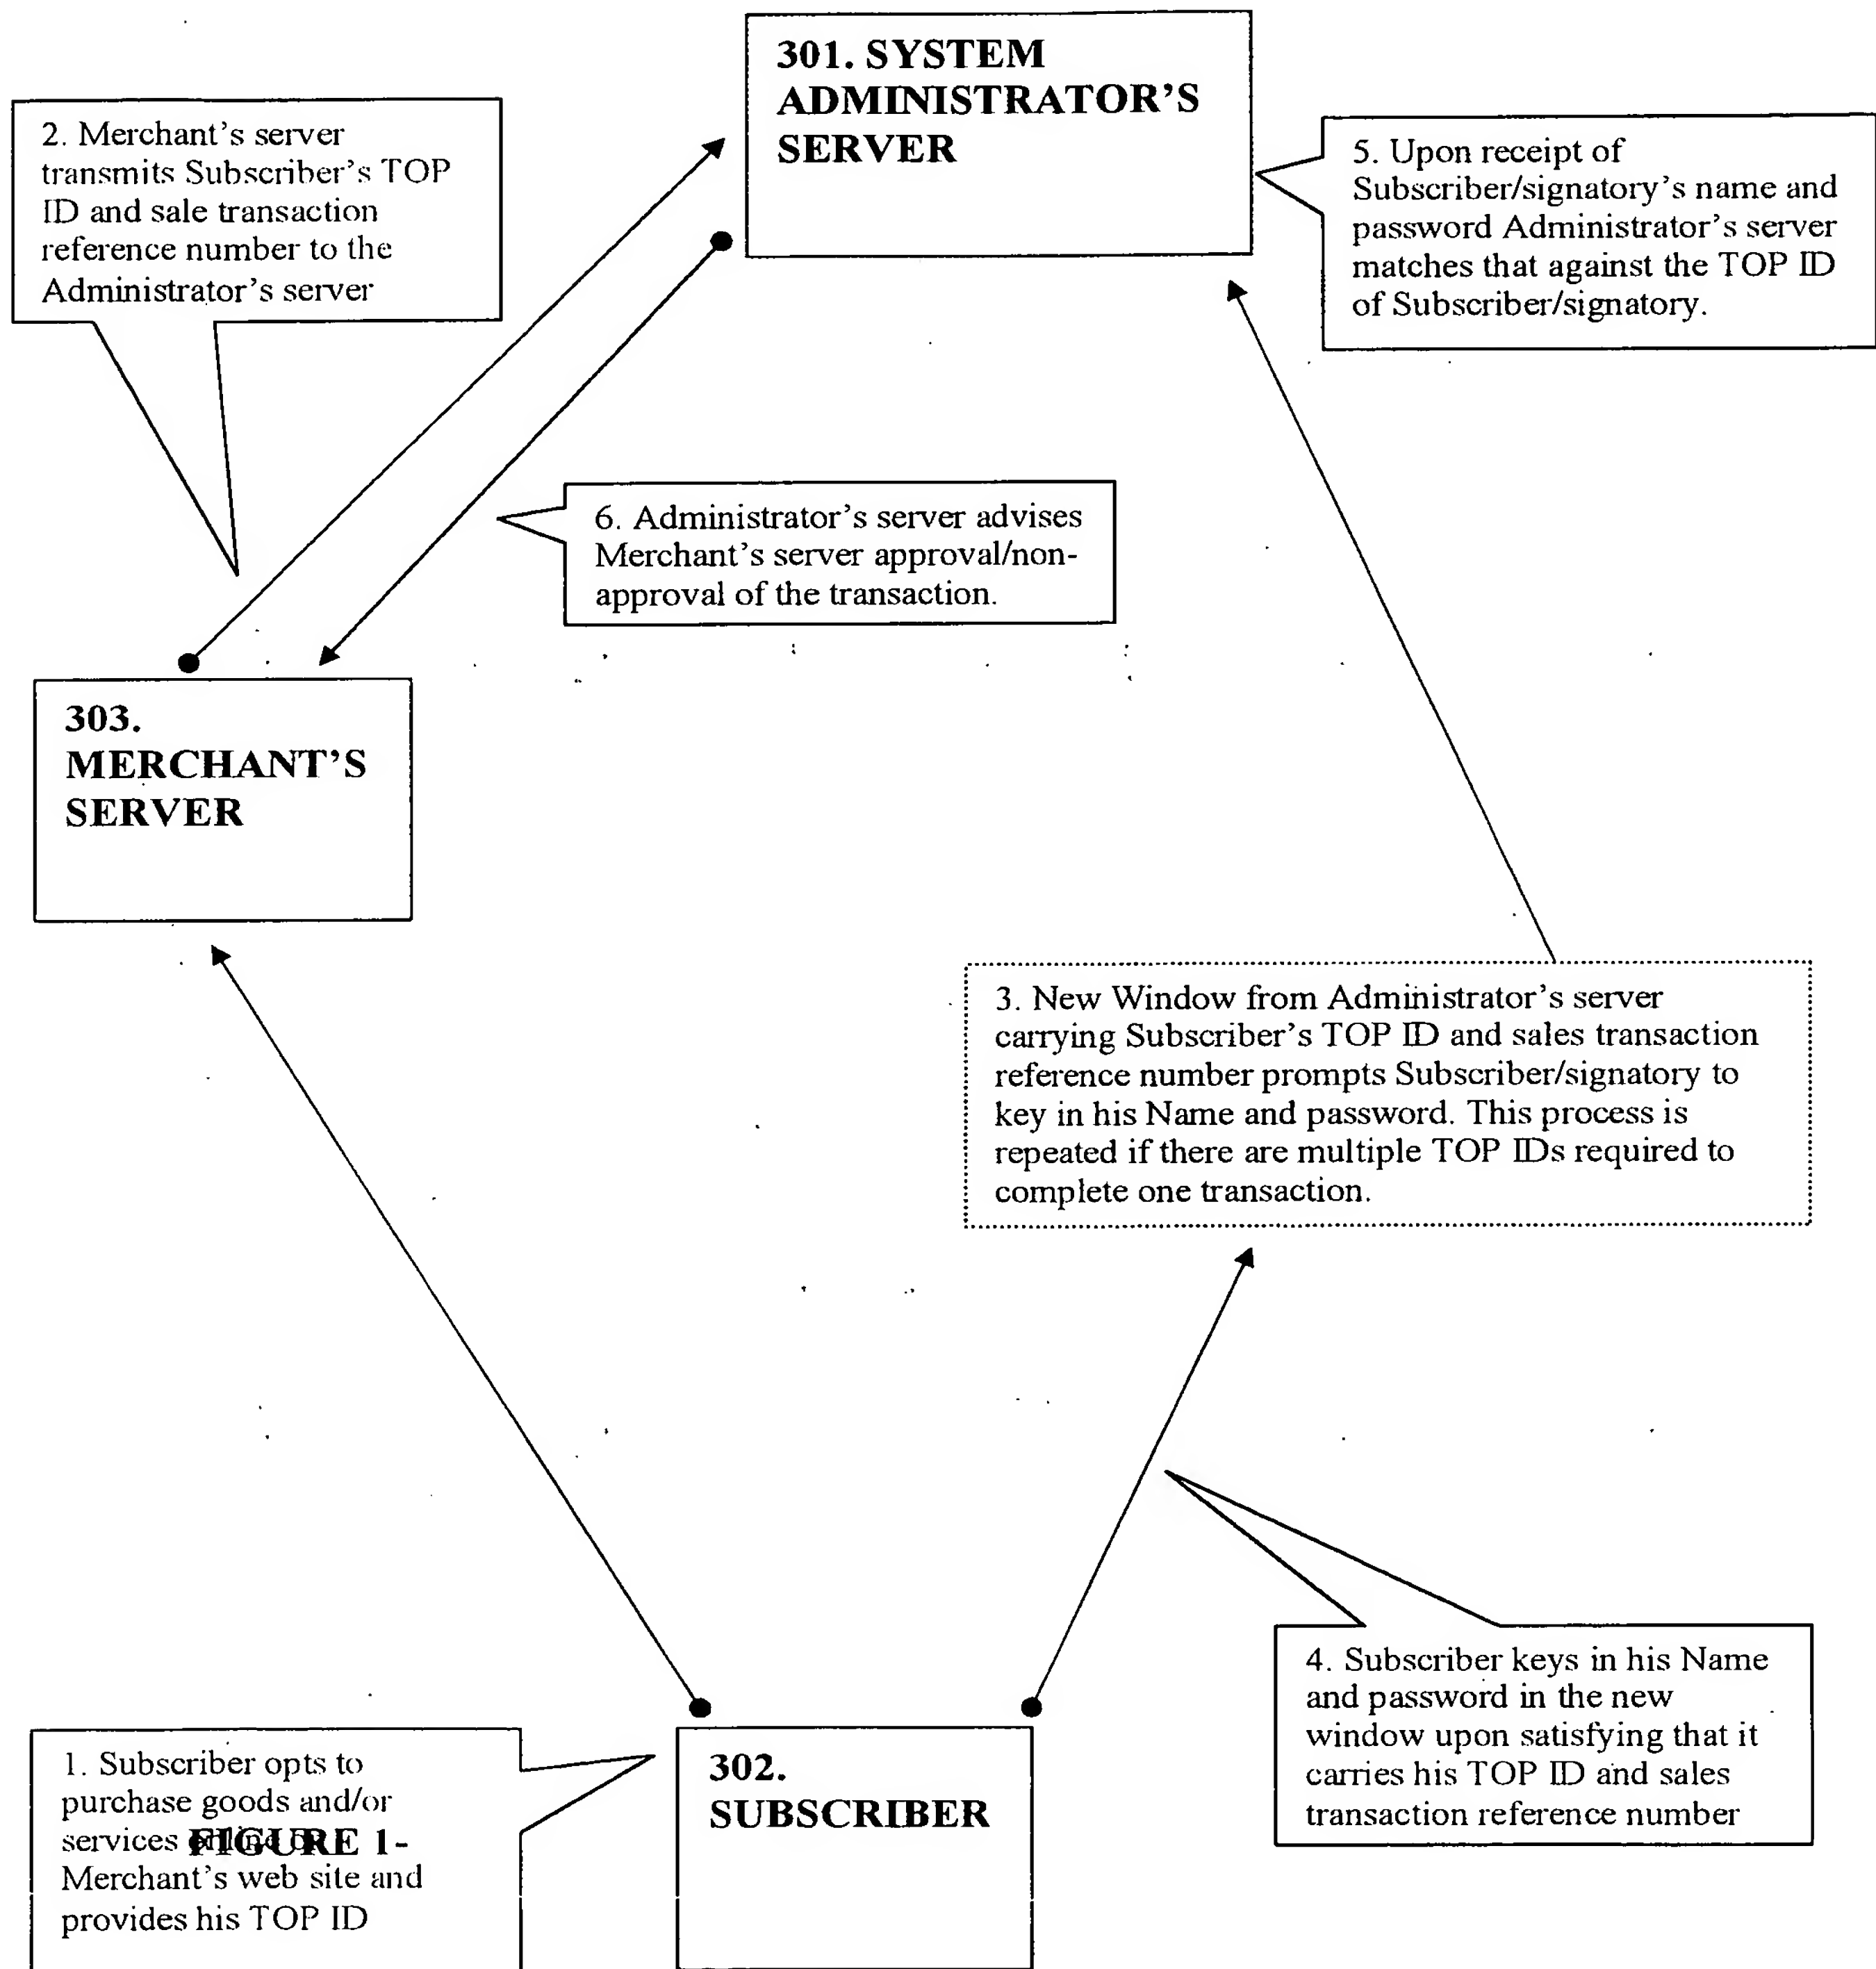 301. SYSTEM
ADMINISTRATOR'S
SERVER
2. Merchant's server
transmits Subscriber's TOP
ID and sale transaction
reference number to the
Administrator's server
5. Upon receipt of
Subscriber/signatory's name and
password Administrator's server
matches that against the TOP ID
of Subscriber/signatory.
6. Administrator's server advises
Merchant's server approval/non-
approval of the transaction.
303.
MERCHANT'S
SERVER
3. New Window from Administrator's server
carrying Subscriber's TOP ID and sales transaction
reference number prompts Subscriber/signatory to
key in his Name and password. This process is
repeated if there are multiple TOP IDs required to
complete one transaction.
4. Subscriber keys in his Name
and password in the new
window upon satisfying that it
carries his TOP ID and sales
transaction reference number
1. Subscriber opts to
purchase goods and/or
services
FIGURE 1-
Merchant's web site and
provides his TOP ID
302.
SUBSCRIBER